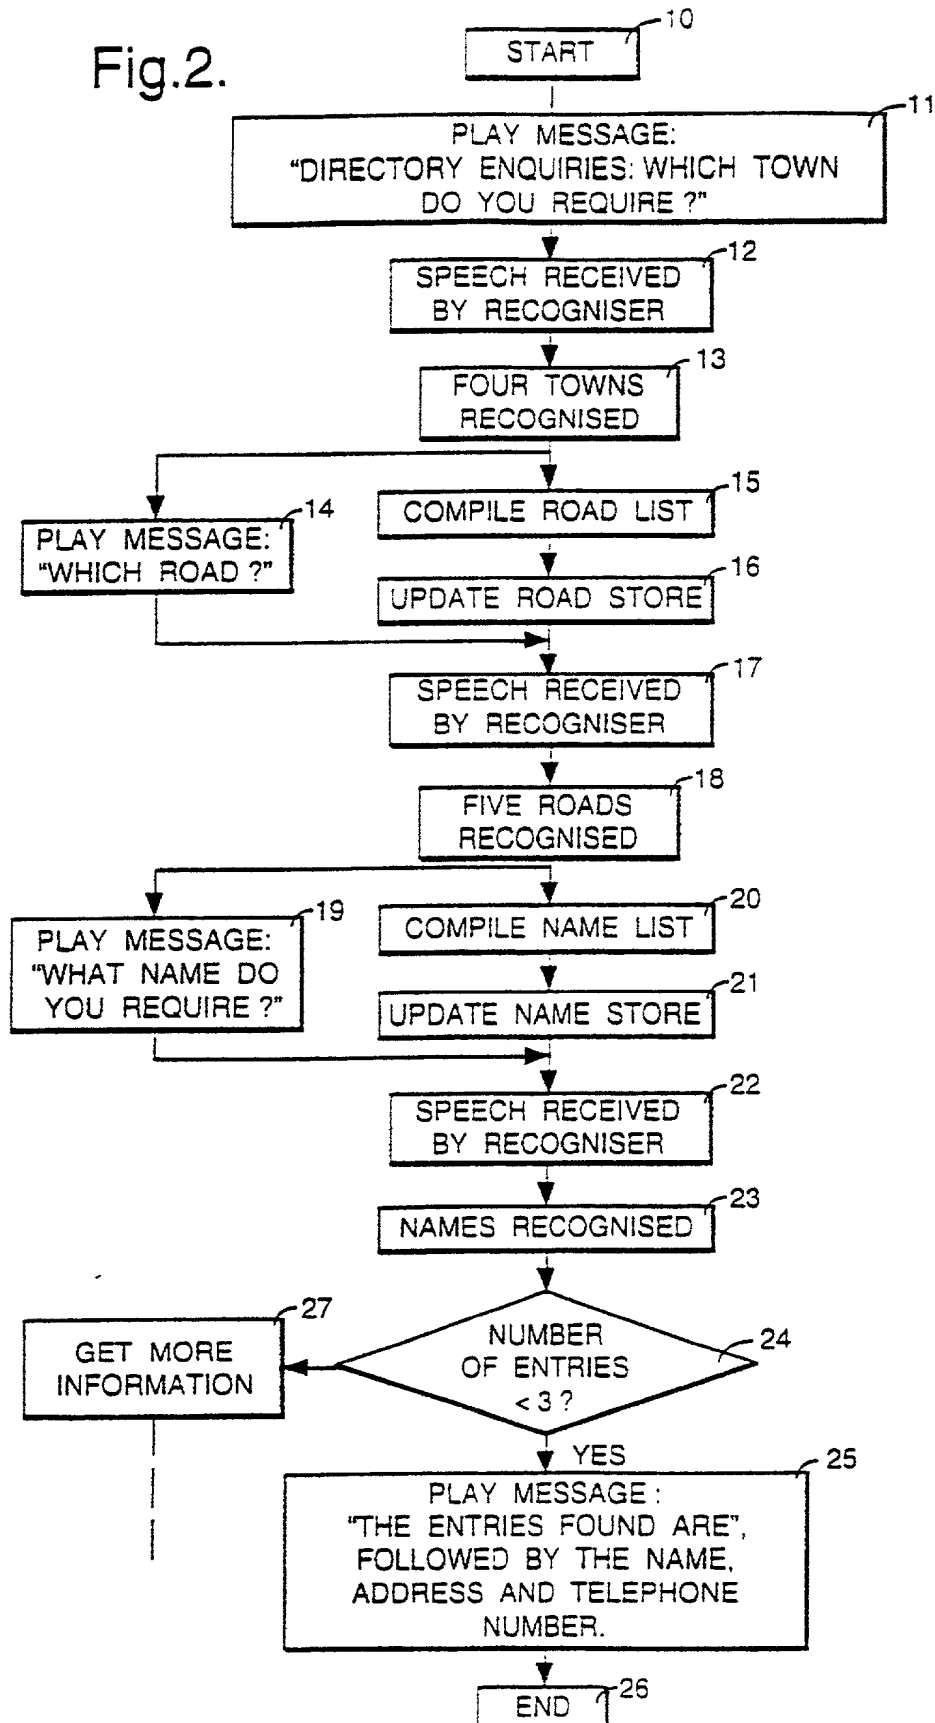 Fig.2.
10
START
11
PLAY MESSAGE:
“DIRECTORY ENQUIRIES: WHICH TOWN
DO YOU REQUIRE?”
12
SPEECH RECEIVED
BY RECOGNISER
13
FOUR TOWNS
RECOGNISED
14
PLAY MESSAGE:
“WHICH ROAD?”
15
COMPILE ROAD LIST
16
UPDATE ROAD STORE
17
SPEECH RECEIVED
BY RECOGNISER
18
FIVE ROADS
RECOGNISED
19
PLAY MESSAGE:
“WHAT NAME DO
YOU REQUIRE?”
20
COMPILE NAME LIST
21
UPDATE NAME STORE
22
SPEECH RECEIVED
BY RECOGNISER
23
NAMES RECOGNISED
24
NUMBER
OF ENTRIES
<3?
27
GET MORE
INFORMATION
YES
25
PLAY MESSAGE:
“THE ENTRIES FOUND ARE”,
FOLLOWED BY THE NAME,
ADDRESS AND TELEPHONE
NUMBER.
26
END